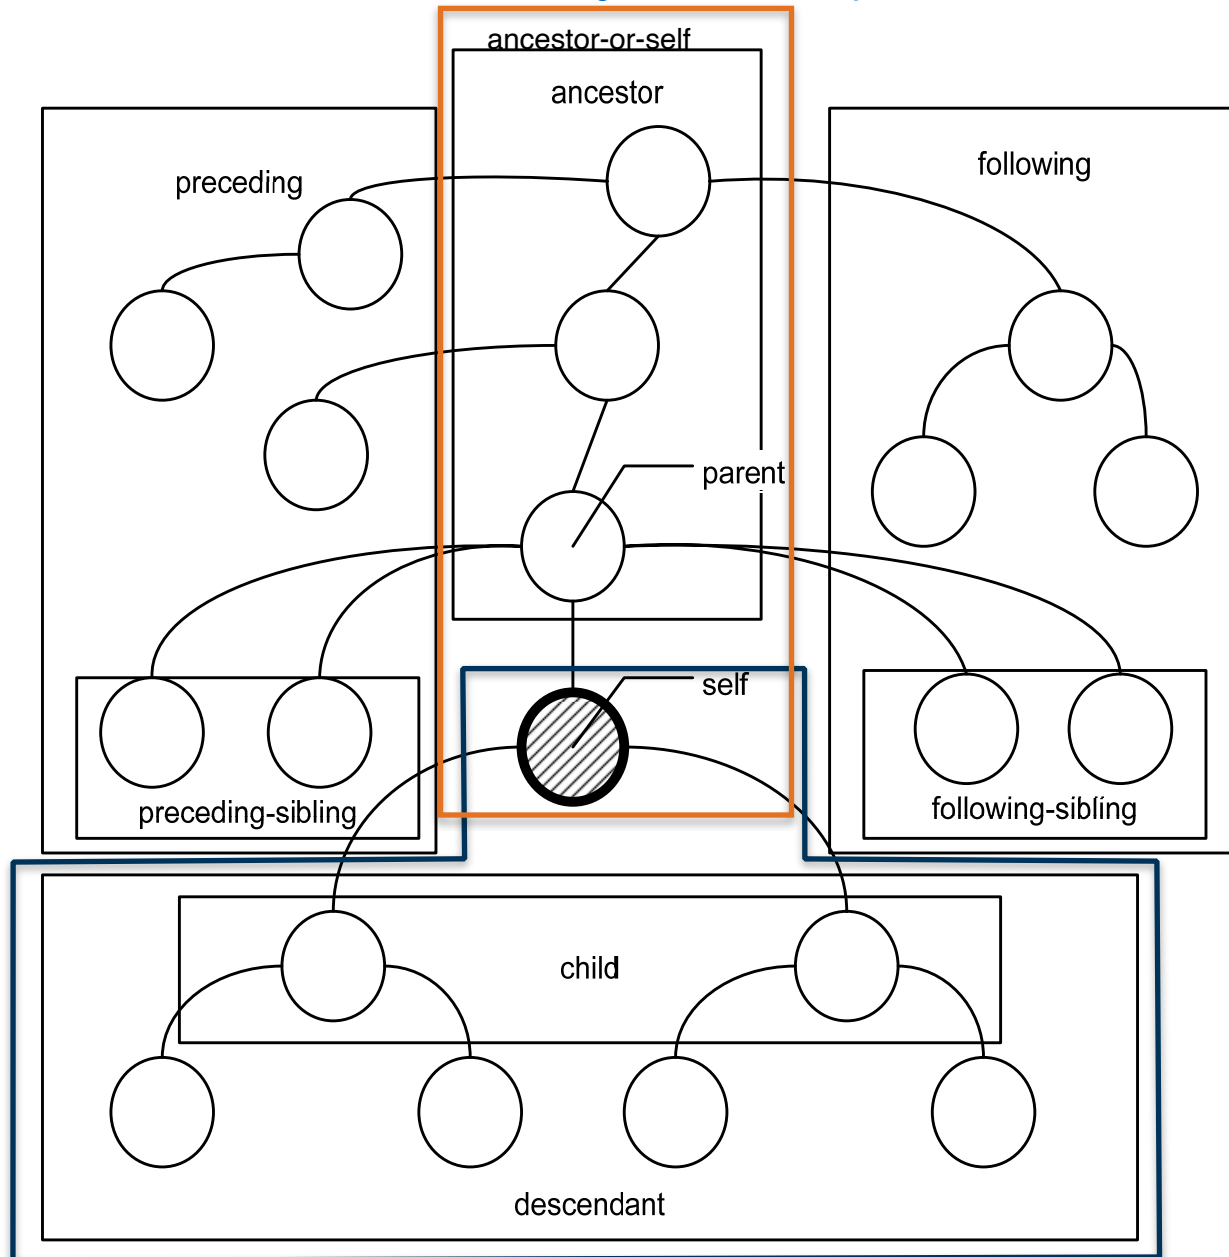 ancestor-or-self
ancestor
preceding
following
parent
self
preceding-sibling
following-sibling
child
descendant